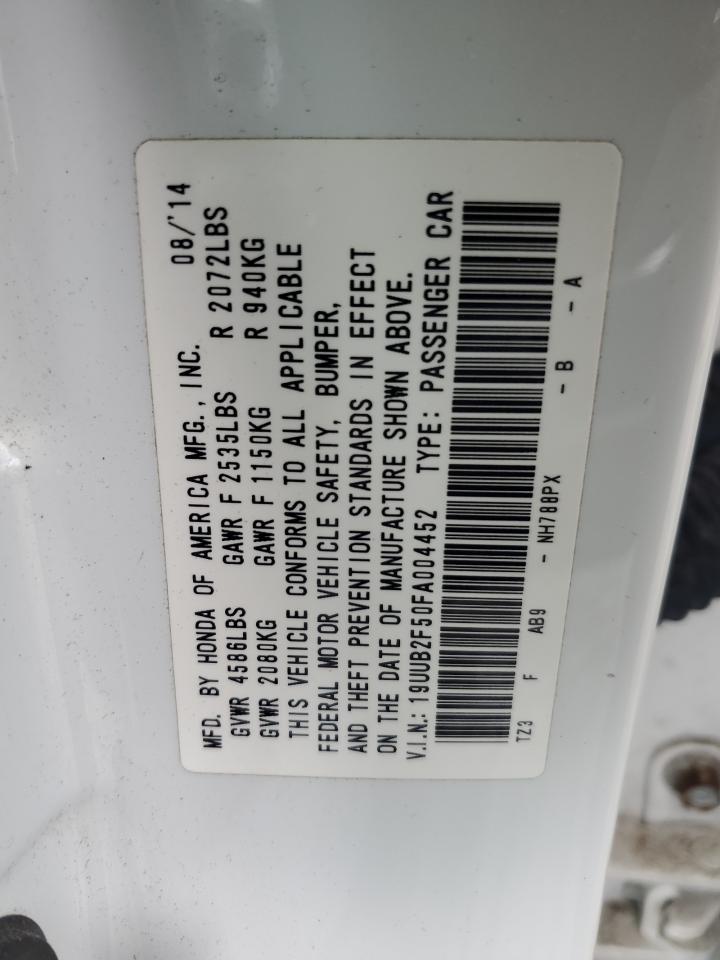 MFD. BY HONDA OF AMERICA MFG., INC. 08/'14
GVWR 4586LBS GAWR F 2535LBS R 2072LBS
GVWR 2080KG GAWR F 1150KG R 940KG
THIS VEHICLE CONFORMS TO ALL APPLICABLE
FEDERAL MOTOR VEHICLE SAFETY, BUMPER,
AND THEFT PREVENTION STANDARDS IN EFFECT
ON THE DATE OF MANUFACTURE SHOWN ABOVE.
V.I.N.: 19UUB2F50FA004452 TYPE: PASSENGER CAR
TZ3 F AB9 - NH788PX - B - A